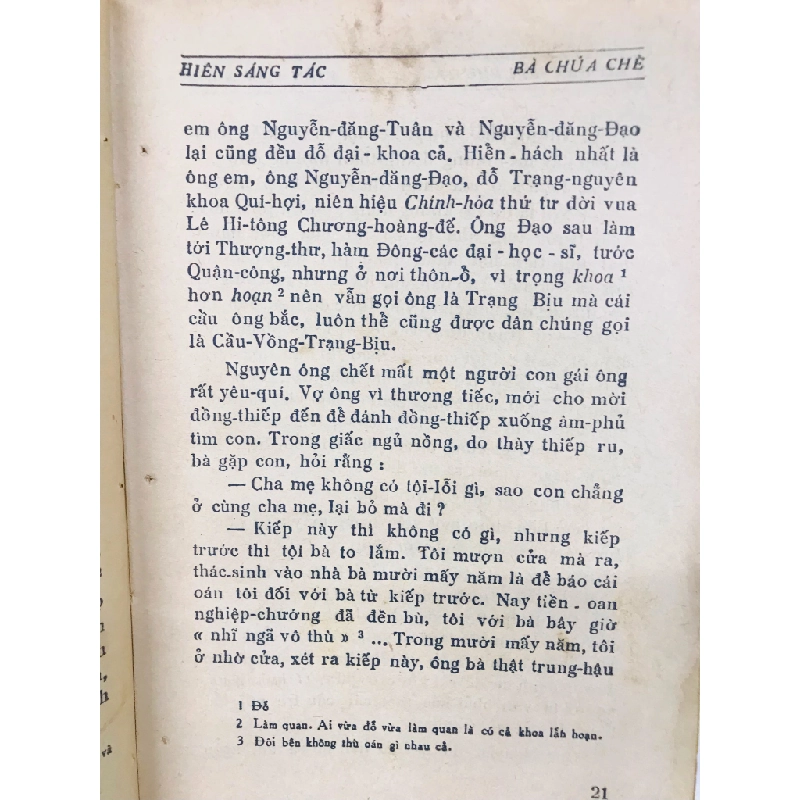 HIÊN SÁNG TÁC BÀ CHÚA CHÈ
em ông Nguyễn-đăng-Tuân và Nguyễn-đăng-Đạo
lại cũng đều đỗ đại-khoa cả. Hiền-hách nhất là
ông em, ông Nguyễn-đăng-Đạo, đỗ Trạng-nguyên
khoa Qui-hợi, niên hiệu Chính-hòa thứ tư đời vua
Lê Hi-tông Chương-hoàng-đế. Ông Đạo sau làm
tới Thượng-thư, hàm Đông-các đại-học-sĩ, tước
Quận-công, nhưng ở nơi thôn-ổ, vì trọng khoa ¹
hơn hoạn ² nên vẫn gọi ông là Trạng Bịu mà cái
cầu ông bắc, luôn thể cũng được dân chúng gọi
là Cầu-Vồng-Trạng-Bịu.
Nguyên ông chết mất một người con gái ông
rất yêu-quí. Vợ ông vì thương tiếc, mới cho mời
đồng-thiếp đến để đánh đồng-thiếp xuống âm-phủ
tìm con. Trong giấc ngủ nồng, do thày thiếp ru,
bà gặp con, hỏi rằng :
— Cha mẹ không có tội-lỗi gì, sao con chẳng
ở cùng cha mẹ, lại bỏ mà đi ?
— Kiếp này thì không có gì, nhưng kiếp
trước thì tội bà to lắm. Tôi mượn cửa mà ra,
thác-sinh vào nhà bà mười mấy năm là để báo cái
oán tôi đối với bà từ kiếp trước. Nay tiền-oan
nghiệp-chướng đã đền bù, tôi với bà bây giờ
« nhĩ ngã vô thù » ³ ... Trong mười mấy năm, tôi
ở nhờ cửa, xét ra kiếp này, ông bà thật trung-hậu
1 Đỗ
2 Làm quan. Ai vừa đỗ vừa làm quan là có cả khoa lẫn hoạn.
3 Đôi bên không thù oán gì nhau cả.
21